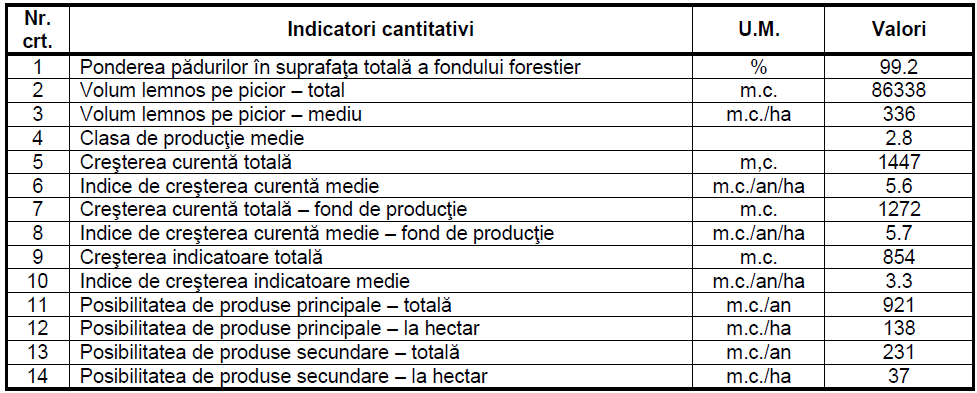 Nr. crt. Indicatori cantitativi U.M. Valori
1 Ponderea pădurilor în suprafaţa totală a fondului forestier % 99.2
2 Volum lemnos pe picior – total m.c. 86338
3 Volum lemnos pe picior – mediu m.c./ha 336
4 Clasa de producţie medie 2.8
5 Creşterea curentă totală m,c. 1447
6 Indice de creşterea curentă medie m.c./an/ha 5.6
7 Creşterea curentă totală – fond de producţie m.c. 1272
8 Indice de creşterea curentă medie – fond de producţie m.c./an/ha 5.7
9 Creşterea indicatoare totală m.c. 854
10 Indice de creşterea indicatoare medie m.c./an/ha 3.3
11 Posibilitatea de produse principale – totală m.c./an 921
12 Posibilitatea de produse principale – la hectar m.c./ha 138
13 Posibilitatea de produse secundare – totală m.c./an 231
14 Posibilitatea de produse secundare – la hectar m.c./ha 37